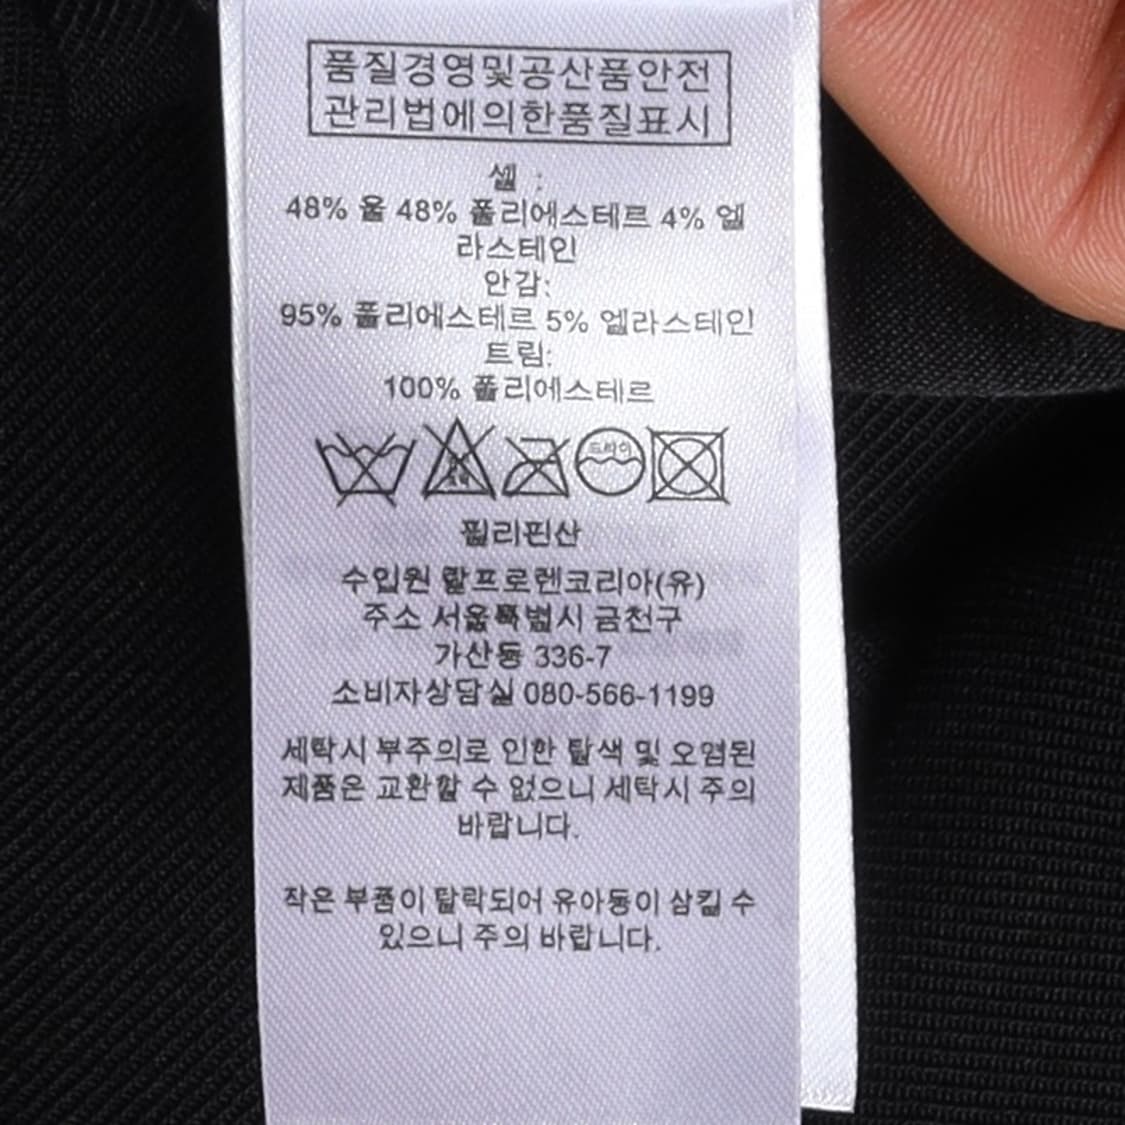 품질경영및공산품안전
관리법에의한품질표시
셸 :
48% 울 48% 폴리에스테르 4% 엘
라스테인
안감:
95% 폴리에스테르 5% 엘라스테인
트림:
100% 폴리에스테르
드라이
필리핀산
수입원 랄프로렌코리아(유)
주소 서울특별시 금천구
가산동 336-7
소비자상담실 080-566-1199
세탁시 부주의로 인한 탈색 및 오염된
제품은 교환할 수 없으니 세탁시 주의
바랍니다.
작은 부품이 탈락되어 유아동이 삼킬 수
있으니 주의 바랍니다.